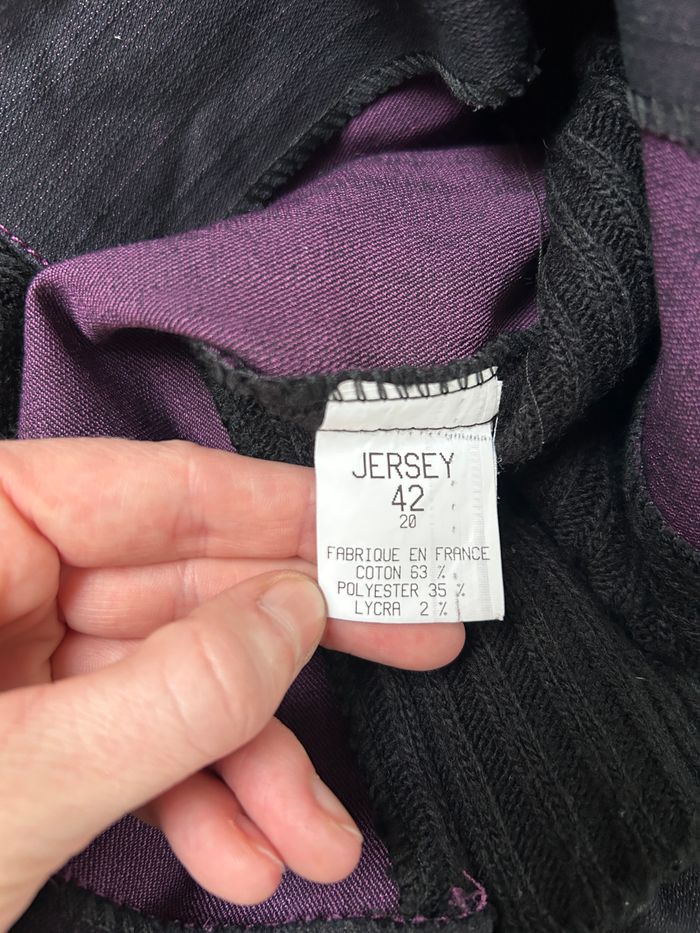 JERSEY
42
20
FABRIQUE EN FRANCE
COTON 63 %
POLYESTER 35 %
LYCRA 2 %